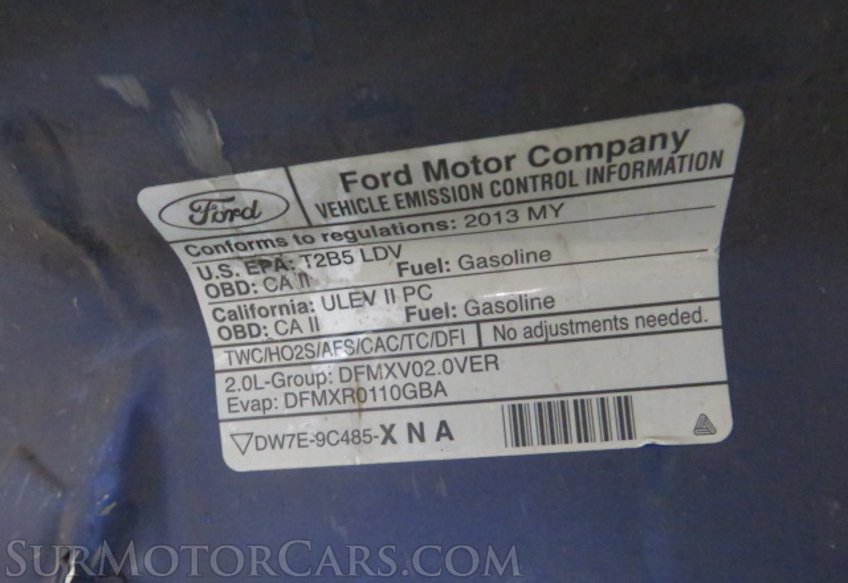 Ford
Ford Motor Company
VEHICLE EMISSION CONTROL INFORMATION
Conforms to regulations: 2013 MY
U.S. EPA: T2B5 LDV
OBD: CA II Fuel: Gasoline
California: ULEV II PC
OBD: CA II Fuel: Gasoline
TWC/HO2S/AFS/CAC/TC/DFI No adjustments needed.
2.0L-Group: DFMXV02.0VER
Evap: DFMXR0110GBA
DW7E-9C485-XNA
SURMOTORCARS.COM